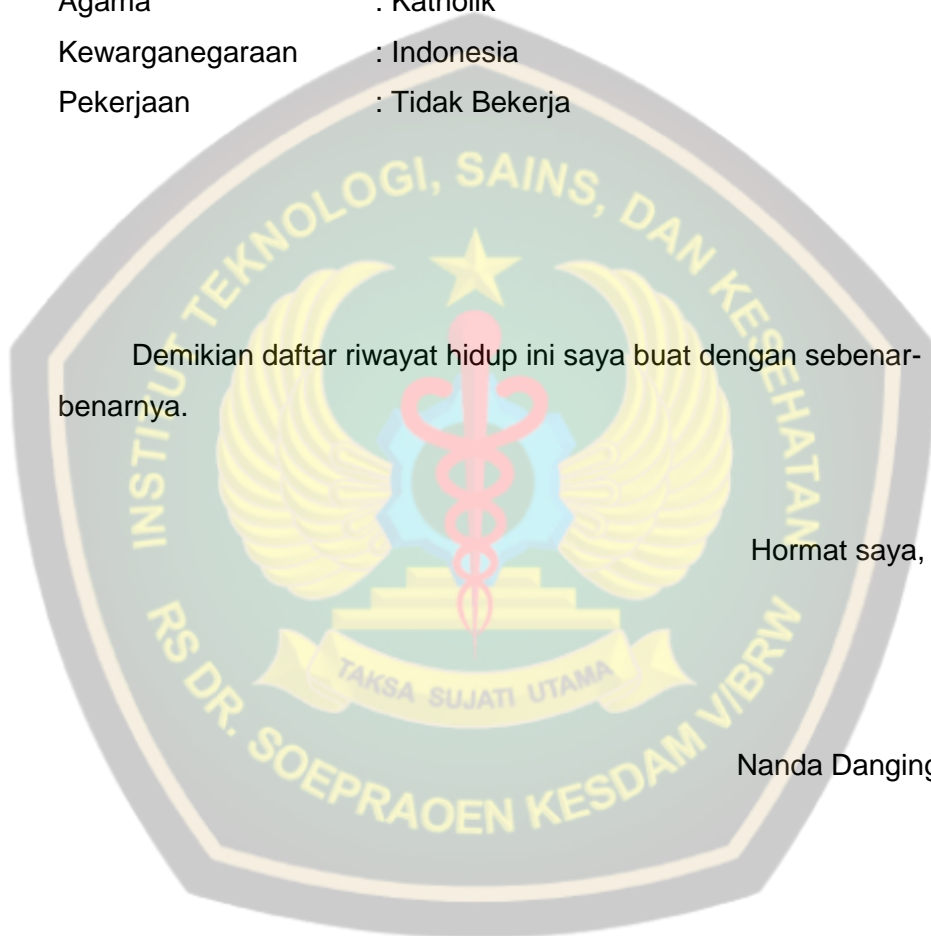 Agama : Katholik
Kewarganegaraan : Indonesia
Pekerjaan : Tidak Bekerja
INSTITUT TEKNOLOGI, SAINS, DAN KESEHATAN
Demikian daftar riwayat hidup ini saya buat dengan sebenar-
benarnya.
Hormat saya,
TAKSA SUJATI UTAMA
RS DR. SOEPRAOEN KESDAM V/BRW
Nanda Danging